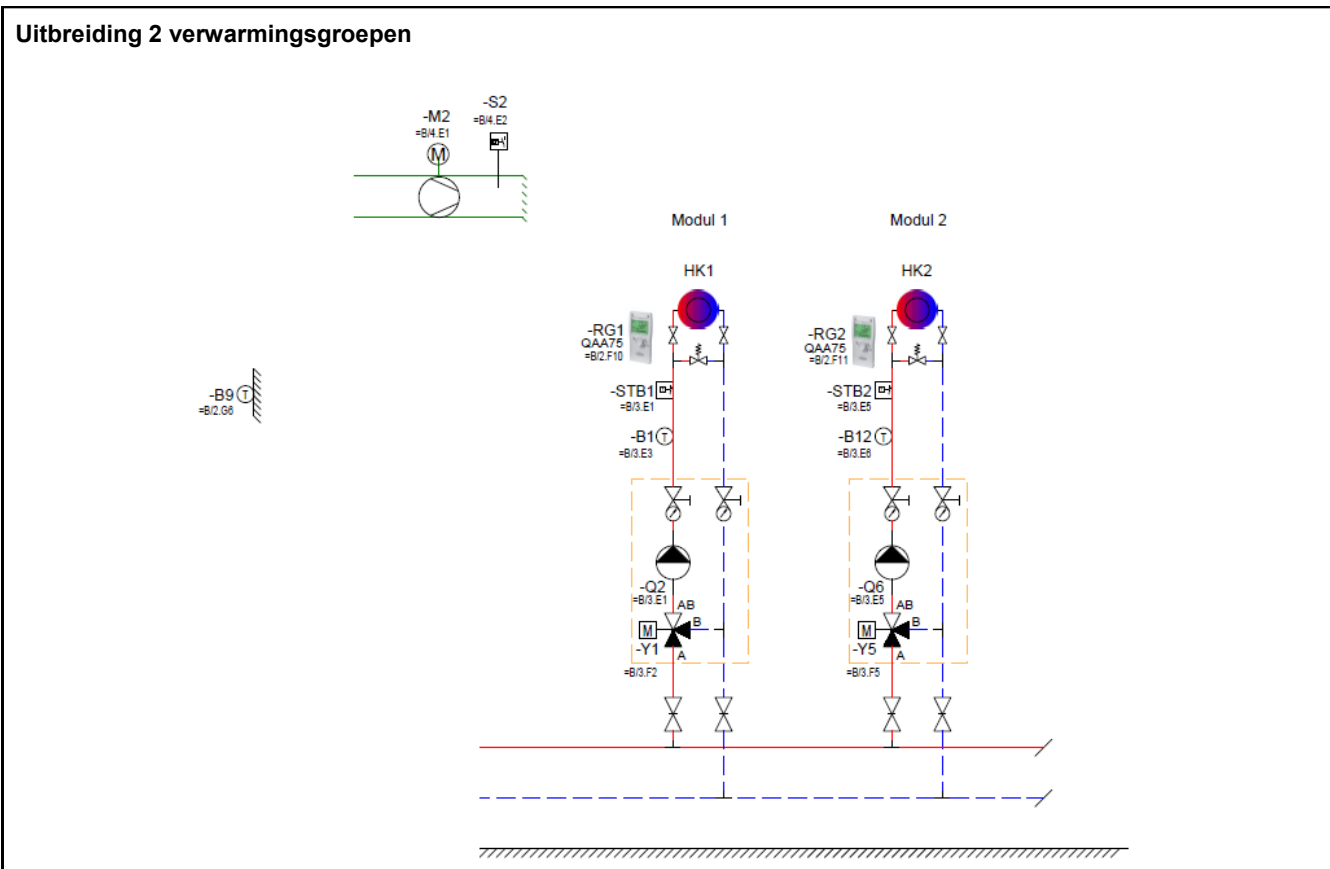 Uitbreiding 2 verwarmingsgroepen
-M2
=B/4.E1
M
-S2
=B/4.E2
Modul 1
Modul 2
HK1
HK2
-RG1
QAA75
=B/2.F10
-RG2
QAA75
=B/2.F11
-B9
T
=B/2.G6
-STB1
=B/3.E1
-STB2
=B/3.E5
-B1
T
=B/3.E3
-B12
T
=B/3.E6
-Q2
=B/3.E1
AB
B
M
-Y1
A
=B/3.F2
-Q6
=B/3.E5
AB
B
M
-Y5
A
=B/3.F5